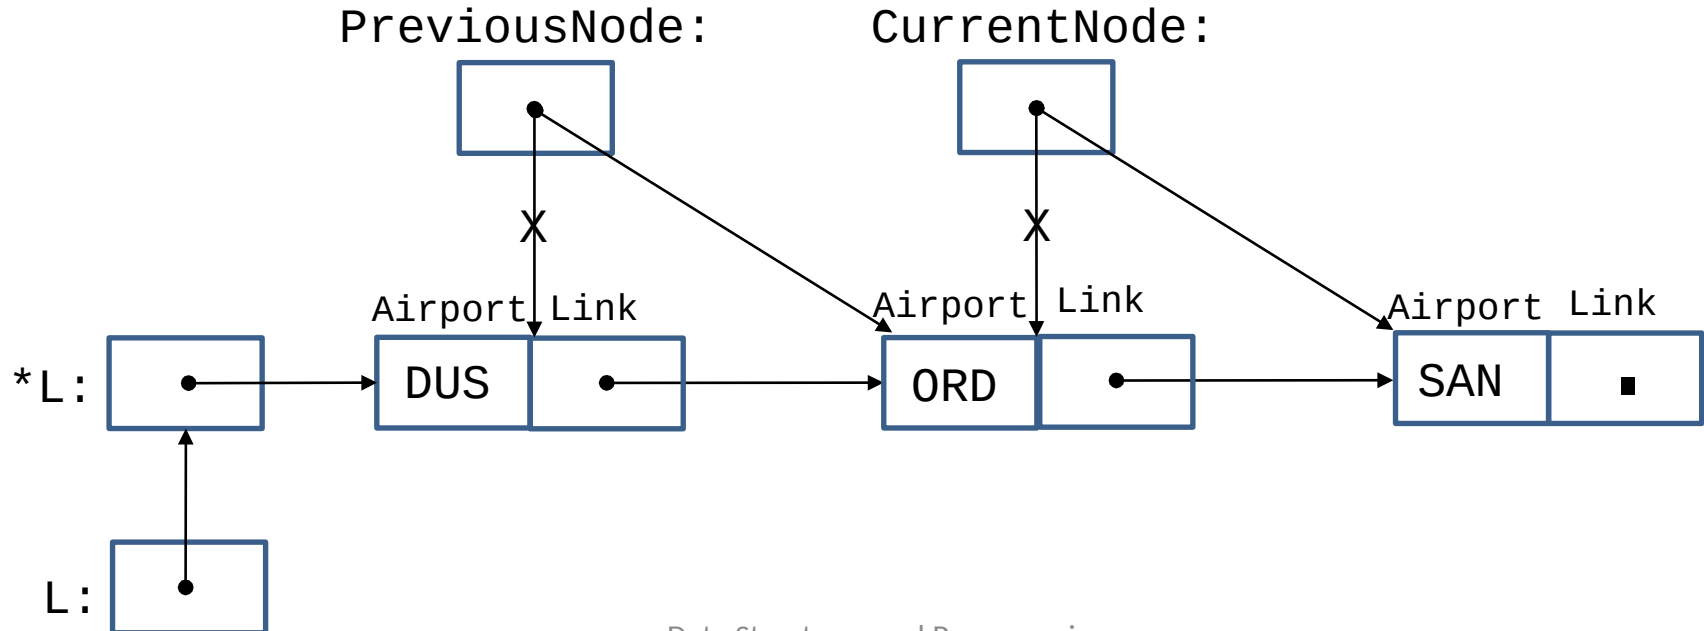 PreviousNode: CurrentNode:
X X
Airport Link Airport Link Airport Link
*L: DUS ORD SAN
L: